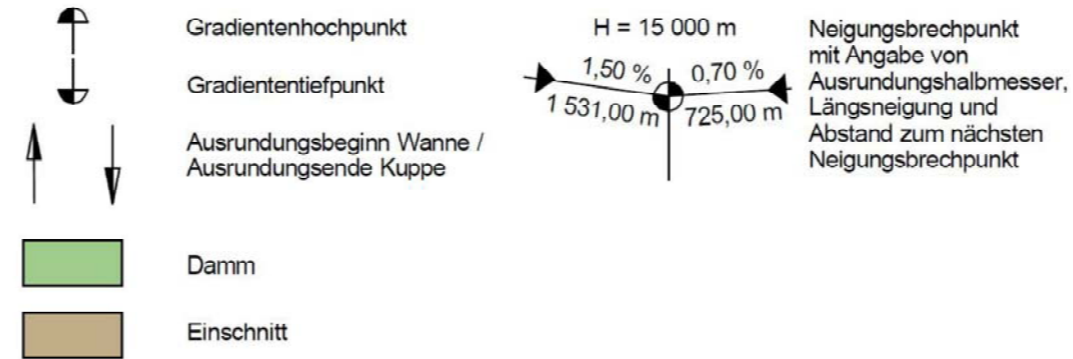 Gradientenhochpunkt
Gradiententiefpunkt
Ausrundungsbeginn Wanne /
Ausrundungsende Kuppe
Damm
Einschnitt
H = 15 000 m
1,50 % 0,70 %
1 531,00 m 725,00 m
Neigungsbrechpunkt
mit Angabe von
Ausrundungshalbmesser,
Längsneigung und
Abstand zum nächsten
Neigungsbrechpunkt